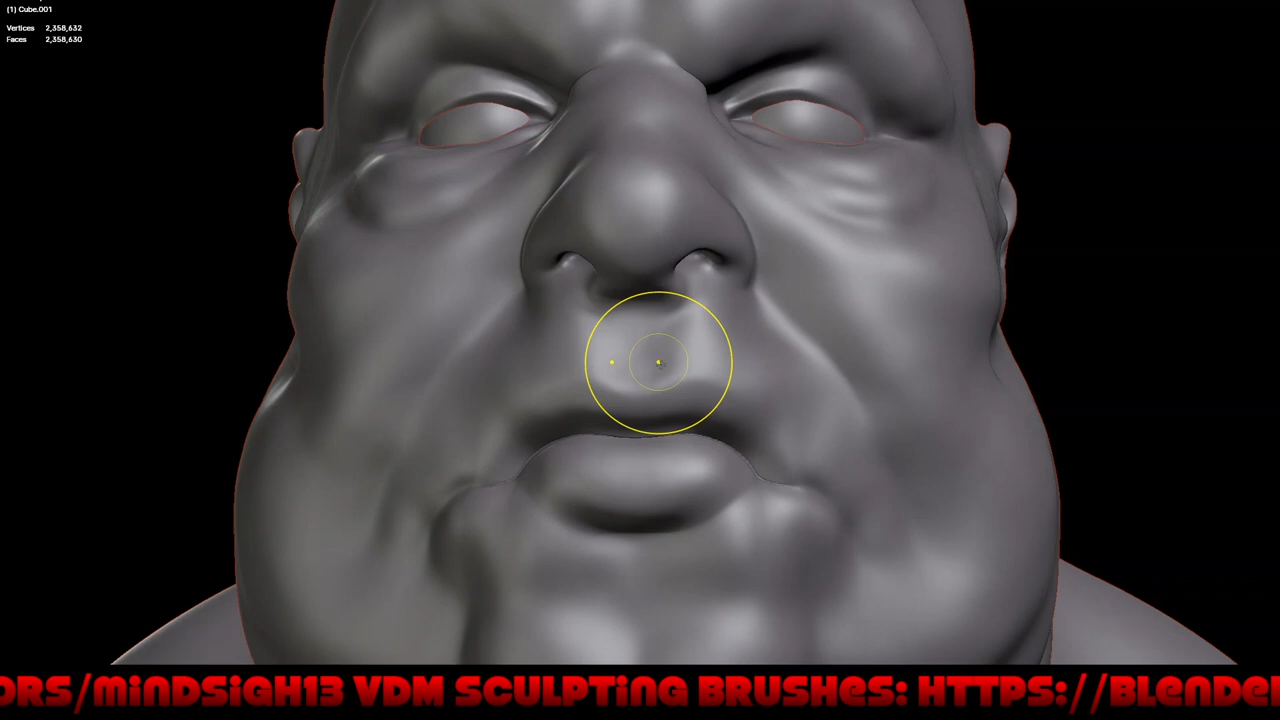 (1) Cube.001
Vertices 2,358,632
Faces 2,358,630
ORS/MINDSIGH13 VDM SCULPTING BRUSHES: HTTPS://BLENDER